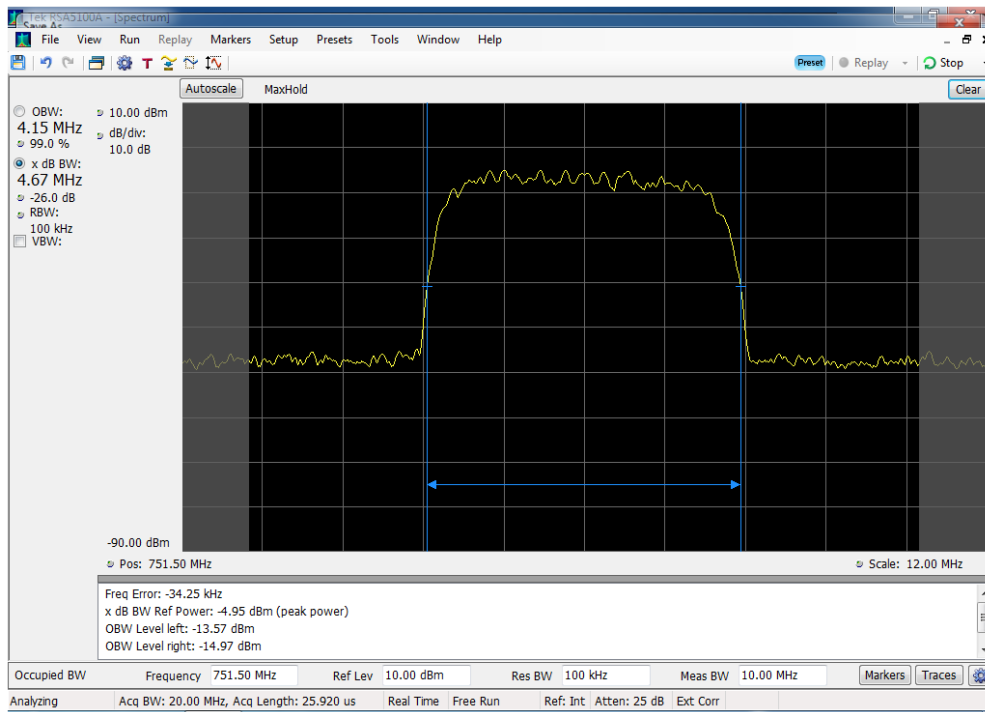 Tek RSA5100A - [Spectrum]
Save As
File View Run Replay Markers Setup Presets Tools Window Help
Preset Replay Stop
Autoscale MaxHold Clear
OBW:
4.15 MHz
99.0 %
x dB BW:
4.67 MHz
-26.0 dB
RBW:
100 kHz
VBW:
10.00 dBm
dB/div:
10.0 dB
-90.00 dBm
Pos: 751.50 MHz Scale: 12.00 MHz
Freq Error: -34.25 kHz
x dB BW Ref Power: -4.95 dBm (peak power)
OBW Level left: -13.57 dBm
OBW Level right: -14.97 dBm
Occupied BW Frequency 751.50 MHz Ref Lev 10.00 dBm Res BW 100 kHz Meas BW 10.00 MHz Markers Traces
Analyzing Acq BW: 20.00 MHz, Acq Length: 25.920 us Real Time Free Run Ref: Int Atten: 25 dB Ext Corr